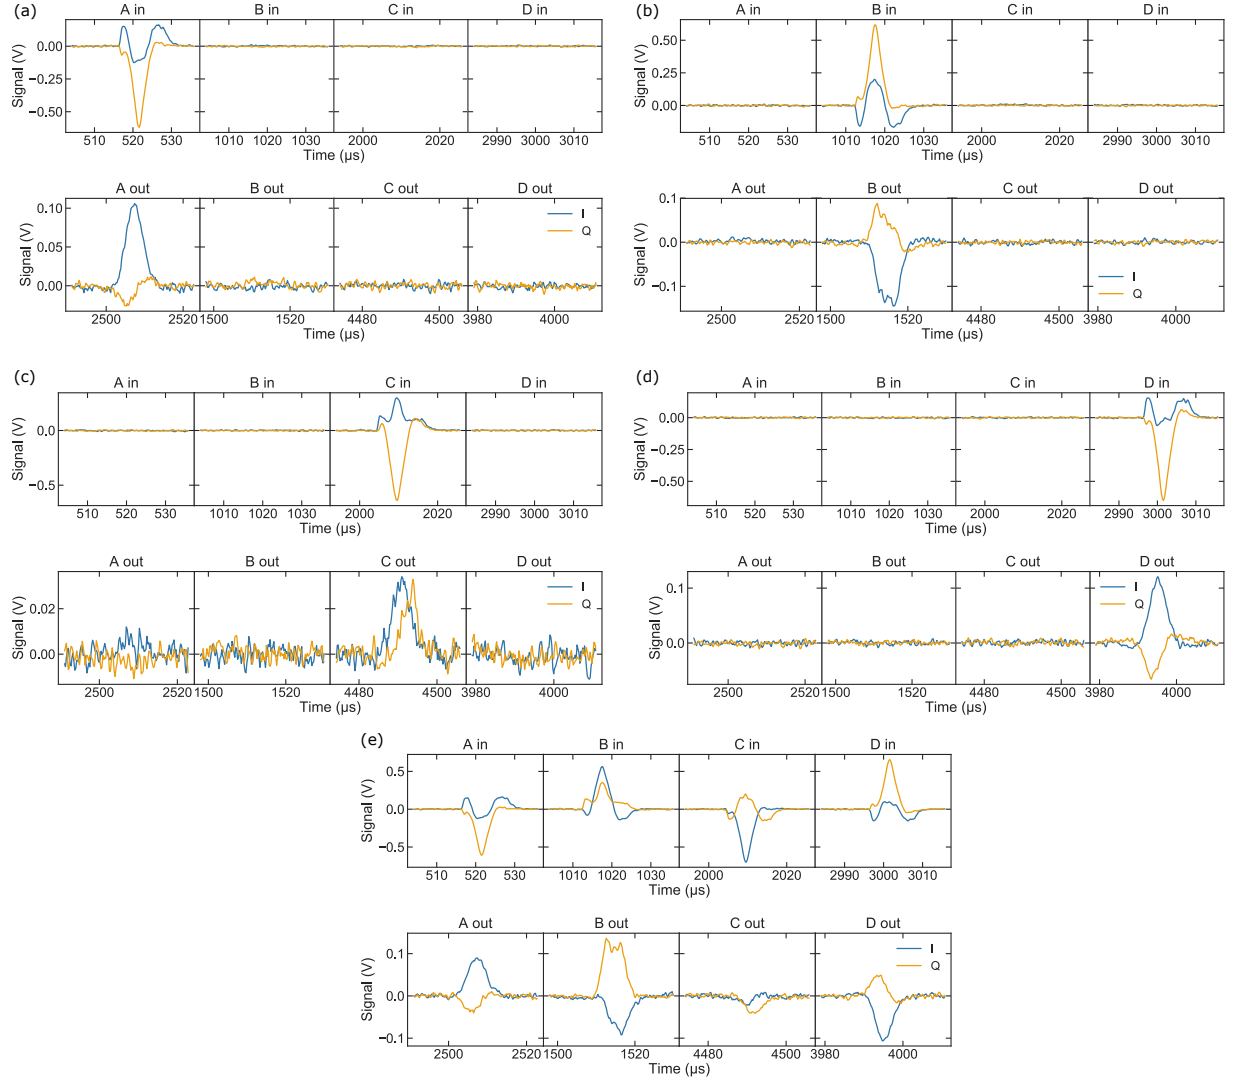 (a)
A in B in C in D in
Signal (V)
0.00
−0.25
−0.50
510 520 530 1010 1020 1030 2000 2020 2990 3000 3010
Time (µs)
A out B out C out D out
Signal (V)
0.10
0.05
0.00
I
Q
2500 2520 1500 1520 4480 4500 3980 4000
Time (µs)
(b)
A in B in C in D in
Signal (V)
0.50
0.25
0.00
510 520 530 1010 1020 1030 2000 2020 2990 3000 3010
Time (µs)
A out B out C out D out
Signal (V)
0.1
0.0
−0.1
I
Q
2500 2520 1500 1520 4480 4500 3980 4000
Time (µs)
(c)
A in B in C in D in
Signal (V)
0.0
−0.5
510 520 530 1010 1020 1030 2000 2020 2990 3000 3010
Time (µs)
A out B out C out D out
Signal (V)
0.02
0.00
I
Q
2500 2520 1500 1520 4480 4500 3980 4000
Time (µs)
(d)
A in B in C in D in
Signal (V)
0.00
−0.25
−0.50
510 520 530 1010 1020 1030 2000 2020 2990 3000 3010
Time (µs)
A out B out C out D out
Signal (V)
0.1
0.0
I
Q
2500 2520 1500 1520 4480 4500 3980 4000
Time (µs)
(e)
A in B in C in D in
Signal (V)
0.5
0.0
−0.5
510 520 530 1010 1020 1030 2000 2020 2990 3000 3010
Time (µs)
A out B out C out D out
Signal (V)
0.1
0.0
−0.1
I
Q
2500 2520 1500 1520 4480 4500 3980 4000
Time (µs)